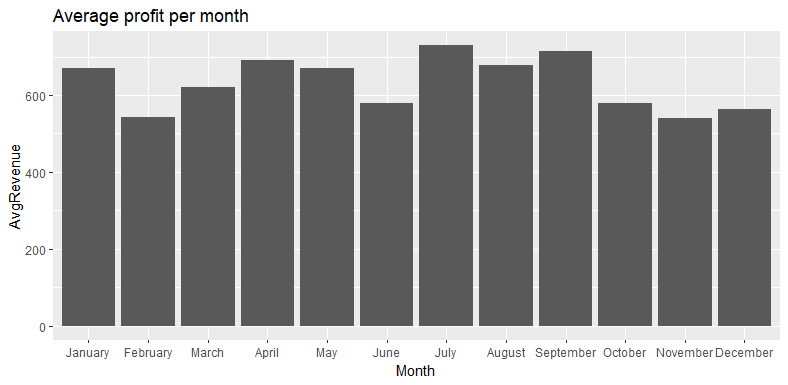 Average profit per month
AvgRevenue
600
400
200
0
January February March April May June July August September October November December
Month